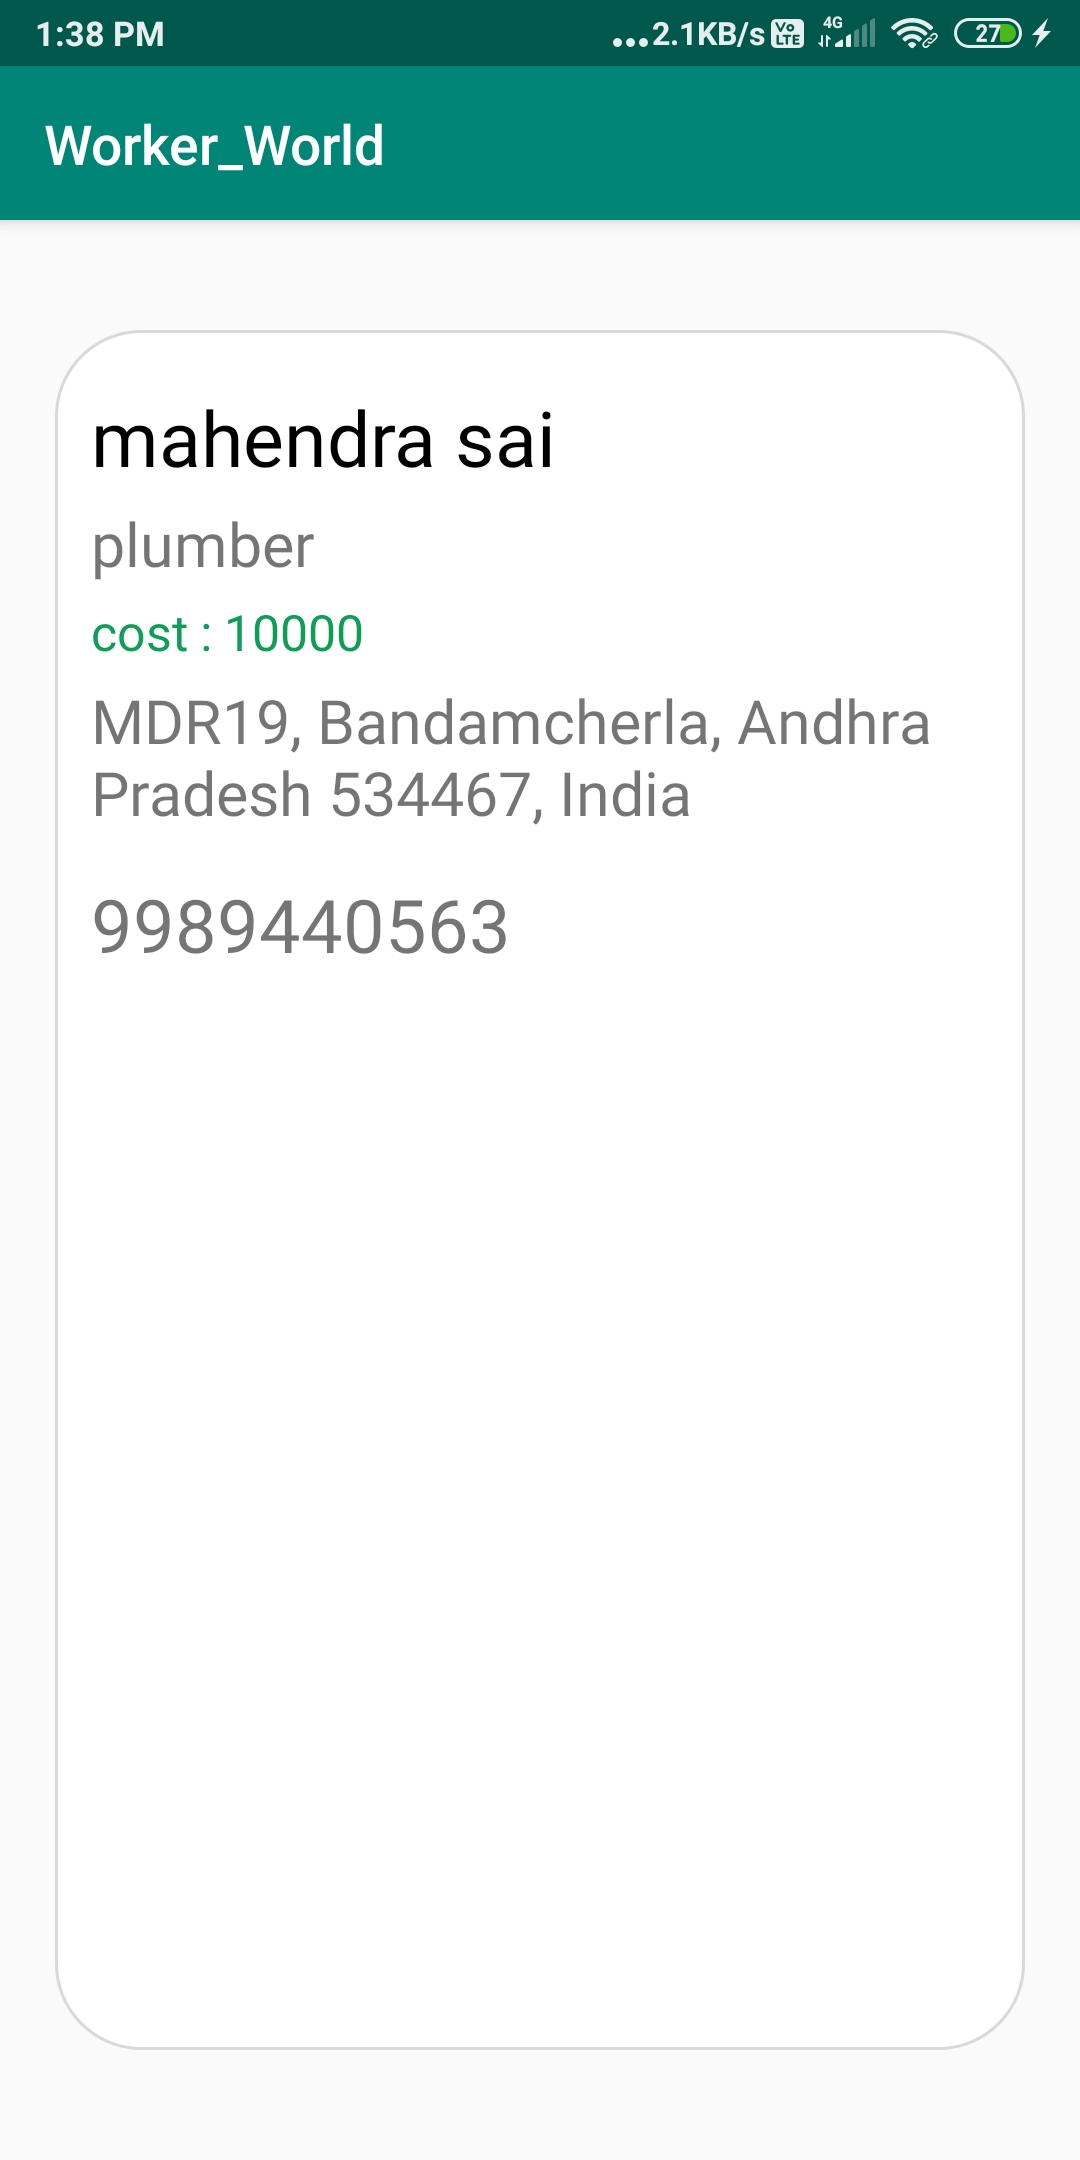 1:38 PM
...2.1KB/s Vo LTE 4G 27
Worker_World
mahendra sai
plumber
cost : 10000
MDR19, Bandamcherla, Andhra
Pradesh 534467, India
9989440563